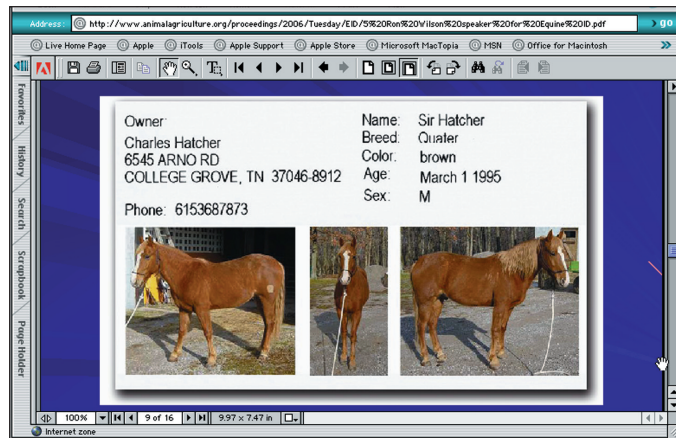 Address: @ http://www.animalagriculture.org/proceedings/2006/Tuesday/EID/5%20Ron%20Wilson%20speaker%20for%20Equine%20ID.pdf go
Live Home Page Apple iTools Apple Support Apple Store Microsoft MacTopia MSN Office for Macintosh
Favorites
History
Search
Scrapbook
Page Holder
Owner:
Charles Hatcher
6545 ARNO RD
COLLEGE GROVE, TN 37046-8912
Phone: 6153687873
Name: Sir Hatcher
Breed: Quater
Color: brown
Age: March 1 1995
Sex: M
100% 9 of 16 9.97 x 7.47 in
Internet zone